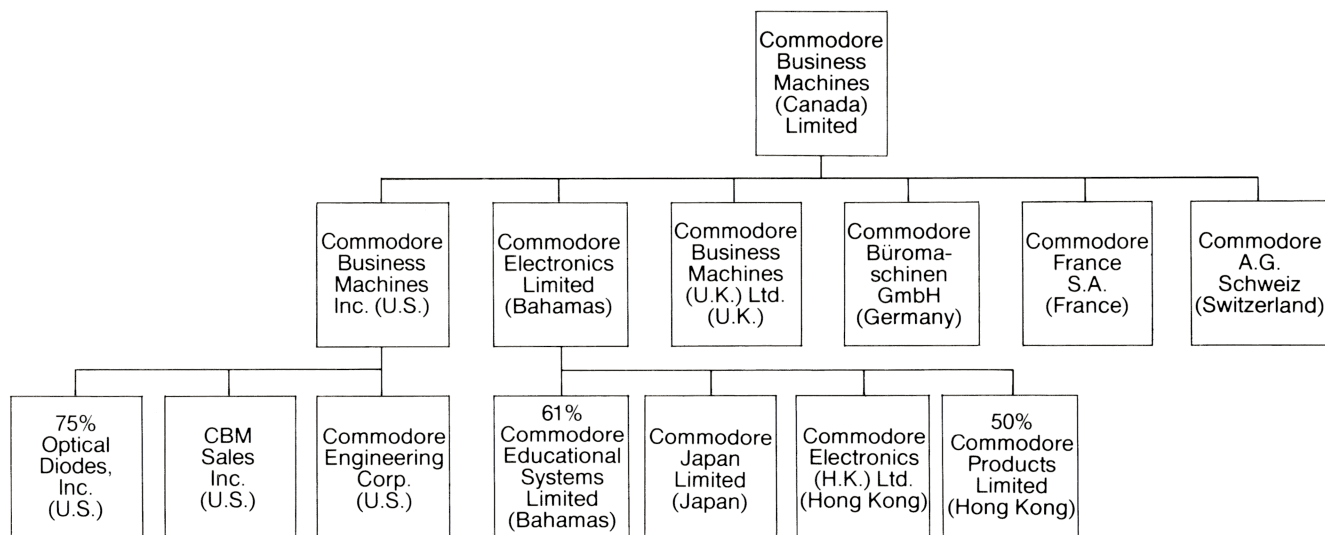 Commodore
Business
Machines
(Canada)
Limited
Commodore
Business
Machines
Inc. (U.S.)
Commodore
Electronics
Limited
(Bahamas)
Commodore
Business
Machines
(U.K.) Ltd.
(U.K.)
Commodore
Büroma-
schinen
GmbH
(Germany)
Commodore
France
S.A.
(France)
Commodore
A.G.
Schweiz
(Switzerland)
75%
Optical
Diodes,
Inc.
(U.S.)
CBM
Sales
Inc.
(U.S.)
Commodore
Engineering
Corp.
(U.S.)
61%
Commodore
Educational
Systems
Limited
(Bahamas)
Commodore
Japan
Limited
(Japan)
Commodore
Electronics
(H.K.) Ltd.
(Hong Kong)
50%
Commodore
Products
Limited
(Hong Kong)